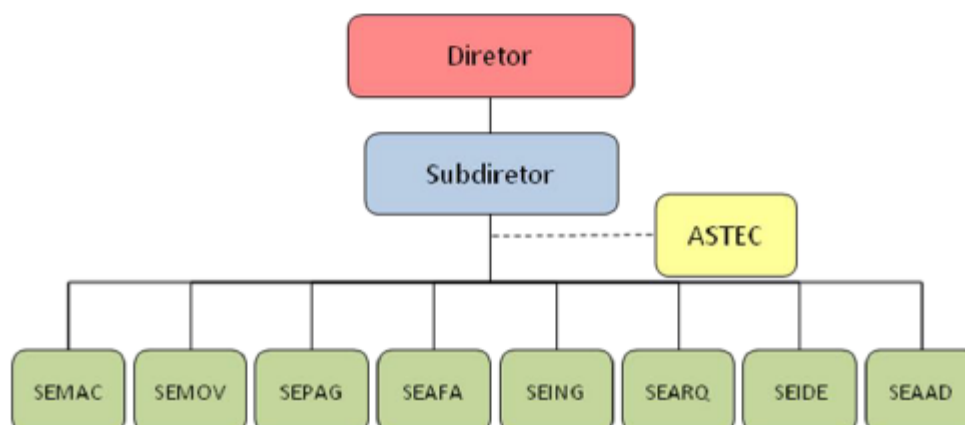 Diretor
Subdiretor
ASTEC
SEMAC
SEMOV
SEPAG
SEAFA
SEING
SEARQ
SEIDE
SEAAD